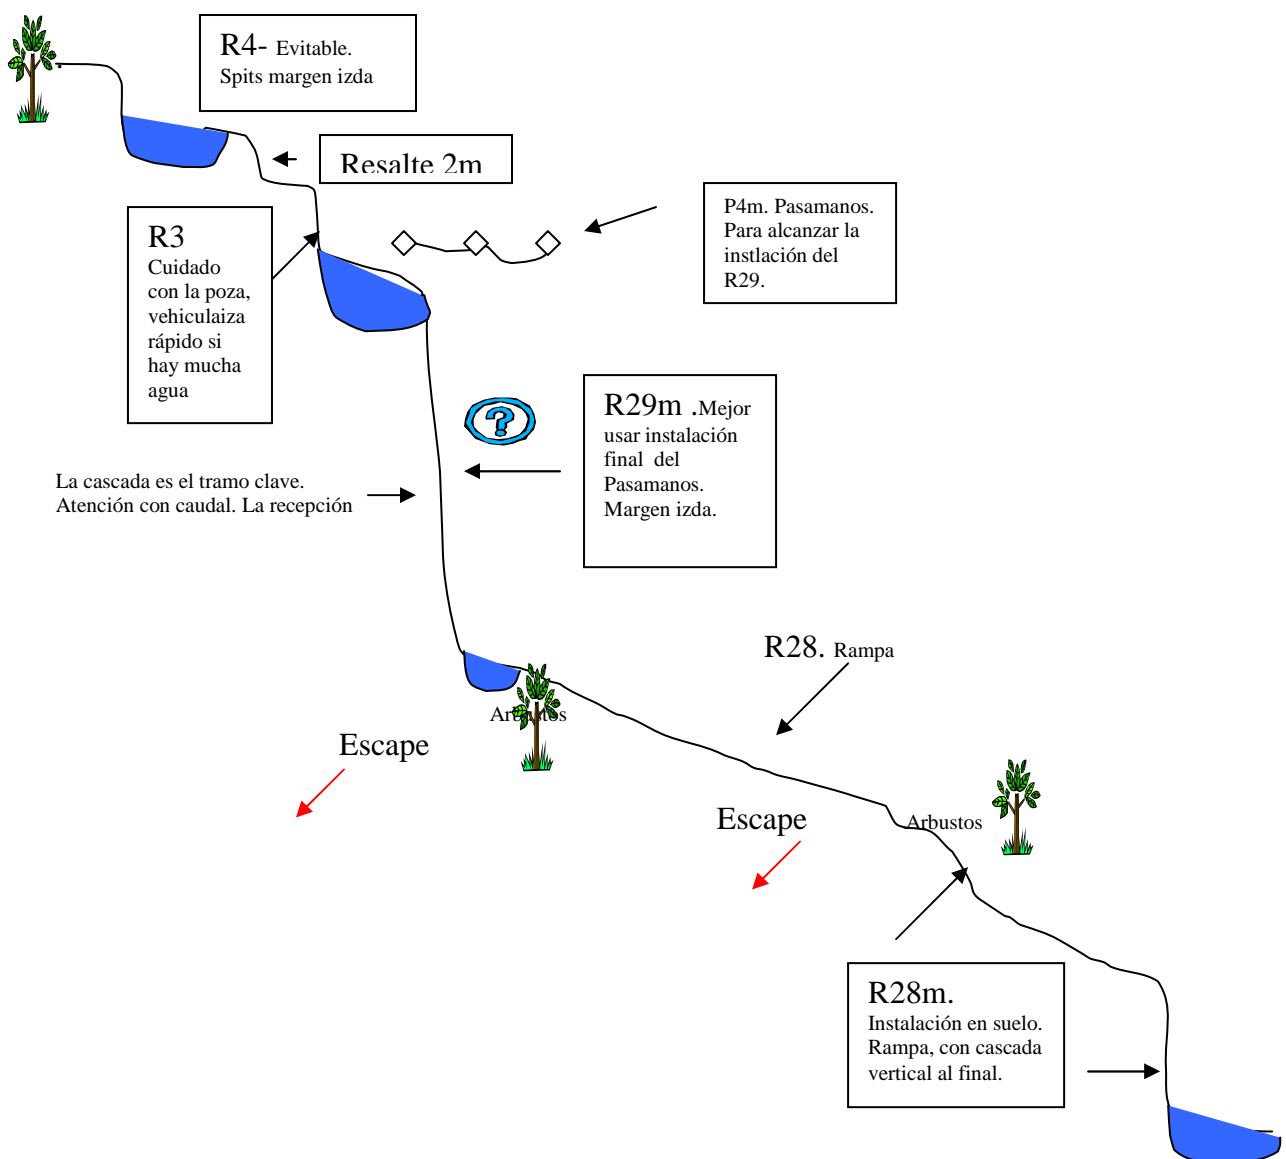 R4- Evitable.
Spits margen izda
Resalte 2m
P4m. Pasamanos.
Para alcanzar la
instlación del
R29.
R3
Cuidado
con la poza,
vehiculaiza
rápido si
hay mucha
agua
R29m .Mejor
usar instalación
final del
Pasamanos.
Margen izda.
?
La cascada es el tramo clave.
Atención con caudal. La recepción
R28. Rampa
Arbustos
Escape
Escape
Arbustos
R28m.
Instalación en suelo.
Rampa, con cascada
vertical al final.